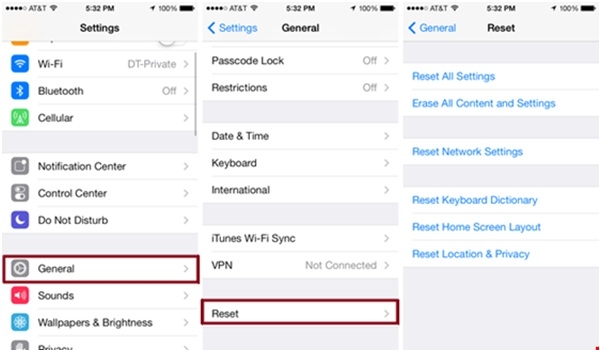 AT&T 5:32 PM 100%
Settings
Wi-Fi DT-Private
Bluetooth Off
Cellular
Notification Center
Control Center
Do Not Disturb
General
Sounds
Wallpapers & Brightness
Privacy
AT&T 5:32 PM 100%
Settings General
Passcode Lock Off
Restrictions Off
Date & Time
Keyboard
International
iTunes Wi-Fi Sync
VPN Not Connected
Reset
AT&T 5:32 PM 100%
General Reset
Reset All Settings
Erase All Content and Settings
Reset Network Settings
Reset Keyboard Dictionary
Reset Home Screen Layout
Reset Location & Privacy